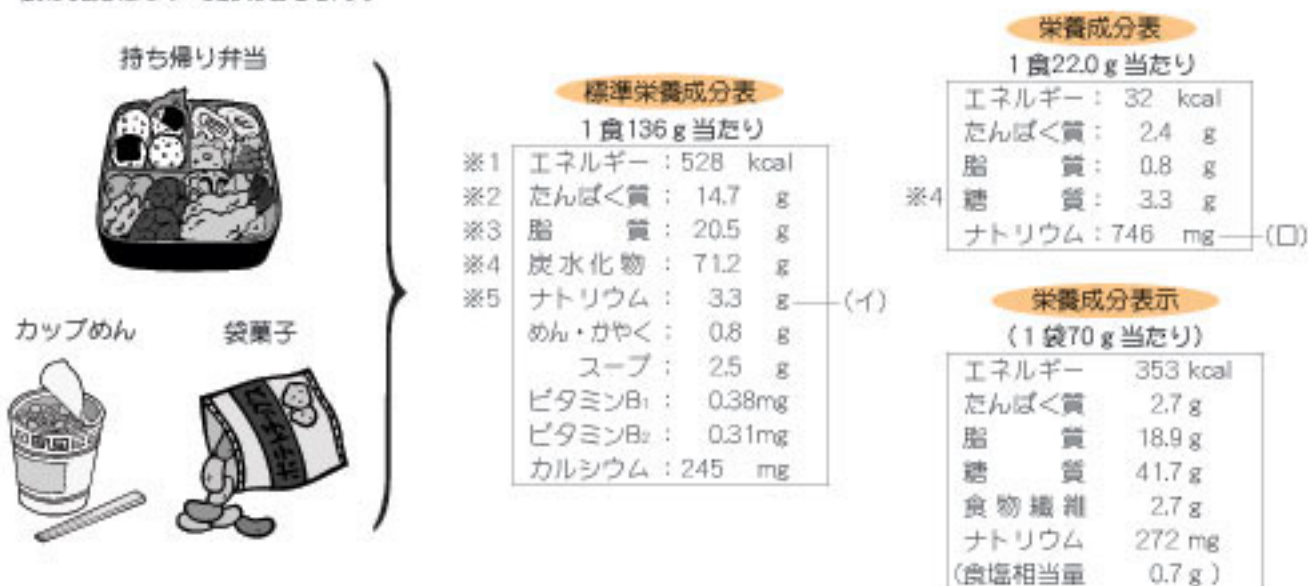 持ち帰り弁当
カップめん
袋菓子
ポテトチップス
標準栄養成分表
1食136g当たり
※1 エネルギー：528 kcal
※2 たんぱく質：14.7 g
※3 脂質：20.5 g
※4 炭水化物：71.2 g
※5 ナトリウム：3.3 g (イ)
めん・かやく：0.8 g
スープ：2.5 g
ビタミンB1：0.38mg
ビタミンB2：0.31mg
カルシウム：245 mg
栄養成分表
1食22.0g当たり
エネルギー：32 kcal
たんぱく質：2.4 g
脂質：0.8 g
※4 糖質：3.3 g
ナトリウム：746 mg (ロ)
栄養成分表示
(1袋70g当たり)
エネルギー 353 kcal
たんぱく質 2.7 g
脂質 18.9 g
糖質 41.7 g
食物繊維 2.7 g
ナトリウム 272 mg
(食塩相当量 0.7 g)